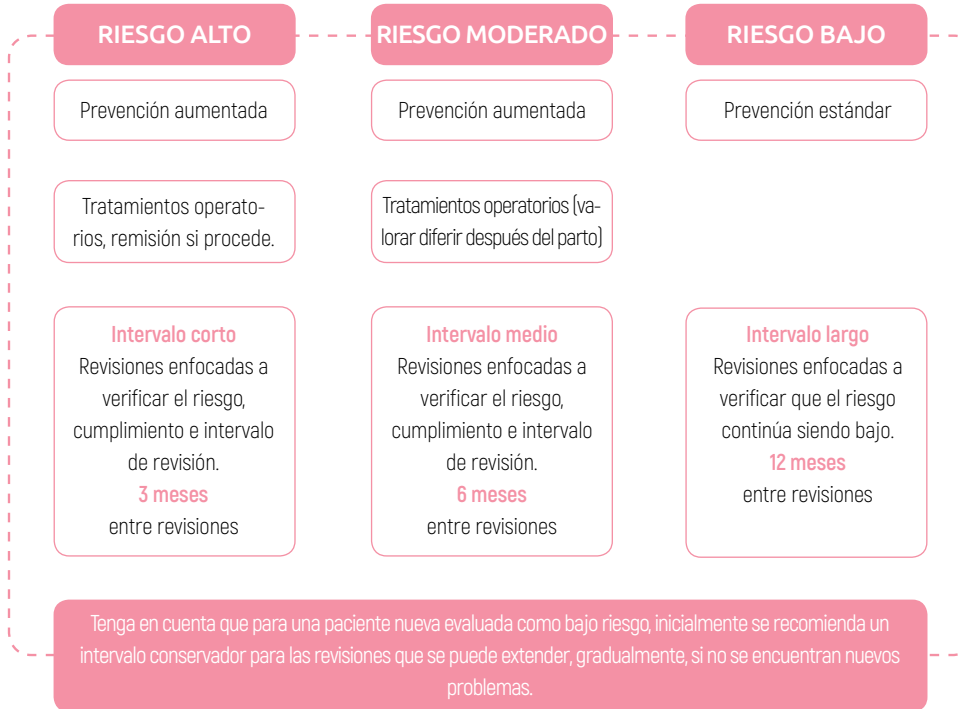 RIESGO ALTO
RIESGO MODERADO
RIESGO BAJO
Prevención aumentada
Prevención aumentada
Prevención estándar
Tratamientos operato-
rios, remisión si procede.
Tratamientos operatorios (va-
lorar diferir después del parto)
Intervalo corto
Revisiones enfocadas a
verificar el riesgo,
cumplimiento e intervalo
de revisión.
3 meses
entre revisiones
Intervalo medio
Revisiones enfocadas a
verificar el riesgo,
cumplimiento e intervalo
de revisión.
6 meses
entre revisiones
Intervalo largo
Revisiones enfocadas a
verificar que el riesgo
continúa siendo bajo.
12 meses
entre revisiones
Tenga en cuenta que para una paciente nueva evaluada como bajo riesgo, inicialmente se recomienda un
intervalo conservador para las revisiones que se puede extender, gradualmente, si no se encuentran nuevos
problemas.